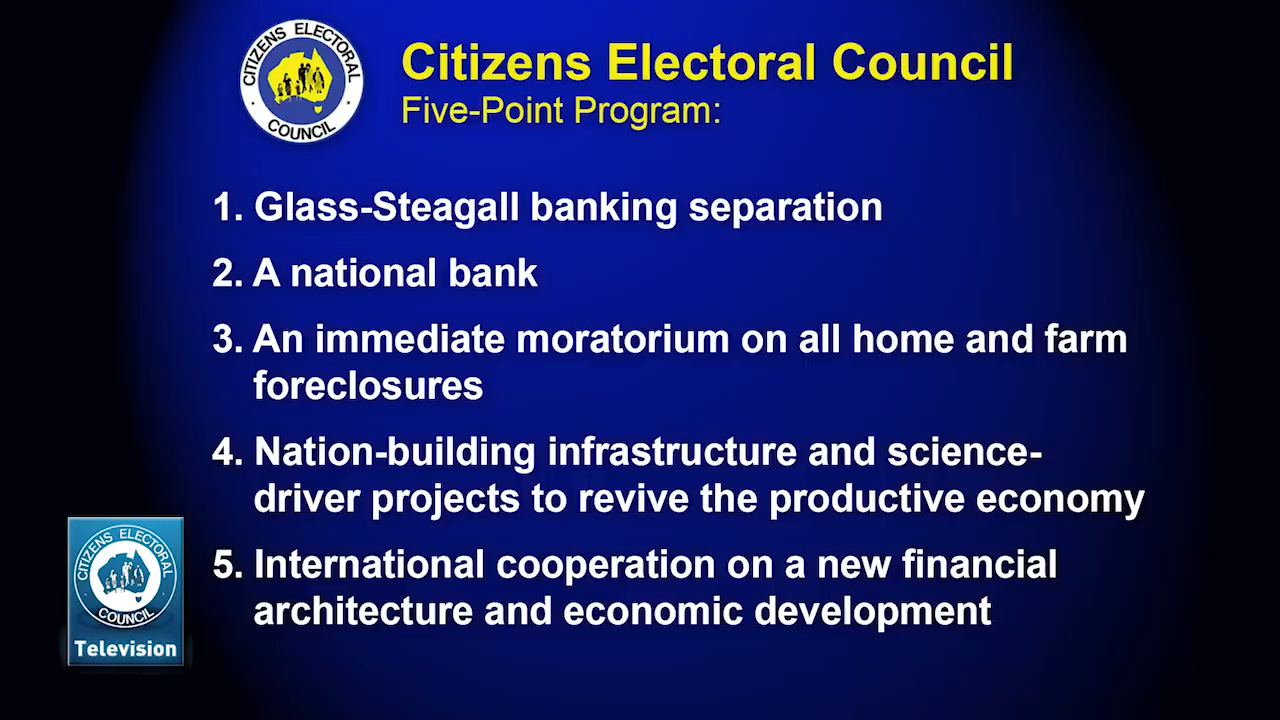 CITIZENS ELECTORAL
COUNCIL
Citizens Electoral Council
Five-Point Program:
1. Glass-Steagall banking separation
2. A national bank
3. An immediate moratorium on all home and farm
foreclosures
4. Nation-building infrastructure and science-
driver projects to revive the productive economy
5. International cooperation on a new financial
architecture and economic development
CITIZENS ELECTORAL
COUNCIL
Television